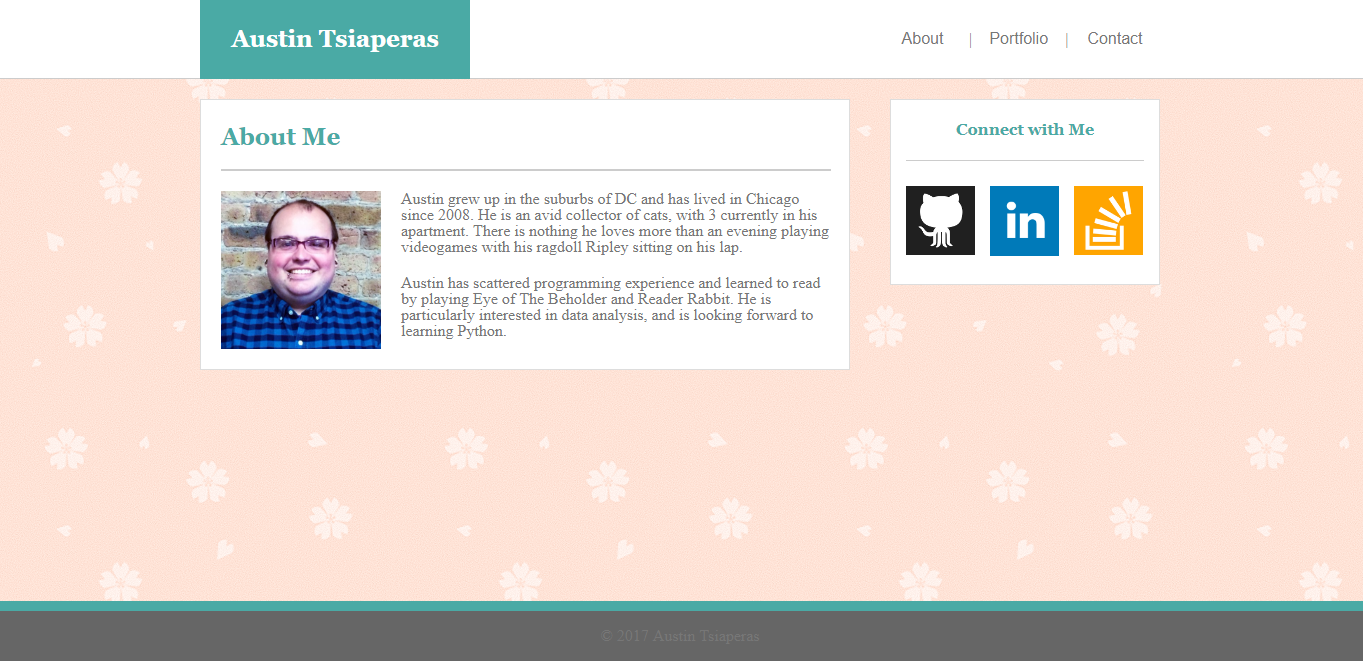 Austin Tsiaperas
About | Portfolio | Contact
About Me
Austin grew up in the suburbs of DC and has lived in Chicago
since 2008. He is an avid collector of cats, with 3 currently in his
apartment. There is nothing he loves more than an evening playing
videogames with his ragdoll Ripley sitting on his lap.
Austin has scattered programming experience and learned to read
by playing Eye of The Beholder and Reader Rabbit. He is
particularly interested in data analysis, and is looking forward to
learning Python.
Connect with Me
in
© 2017 Austin Tsiaperas